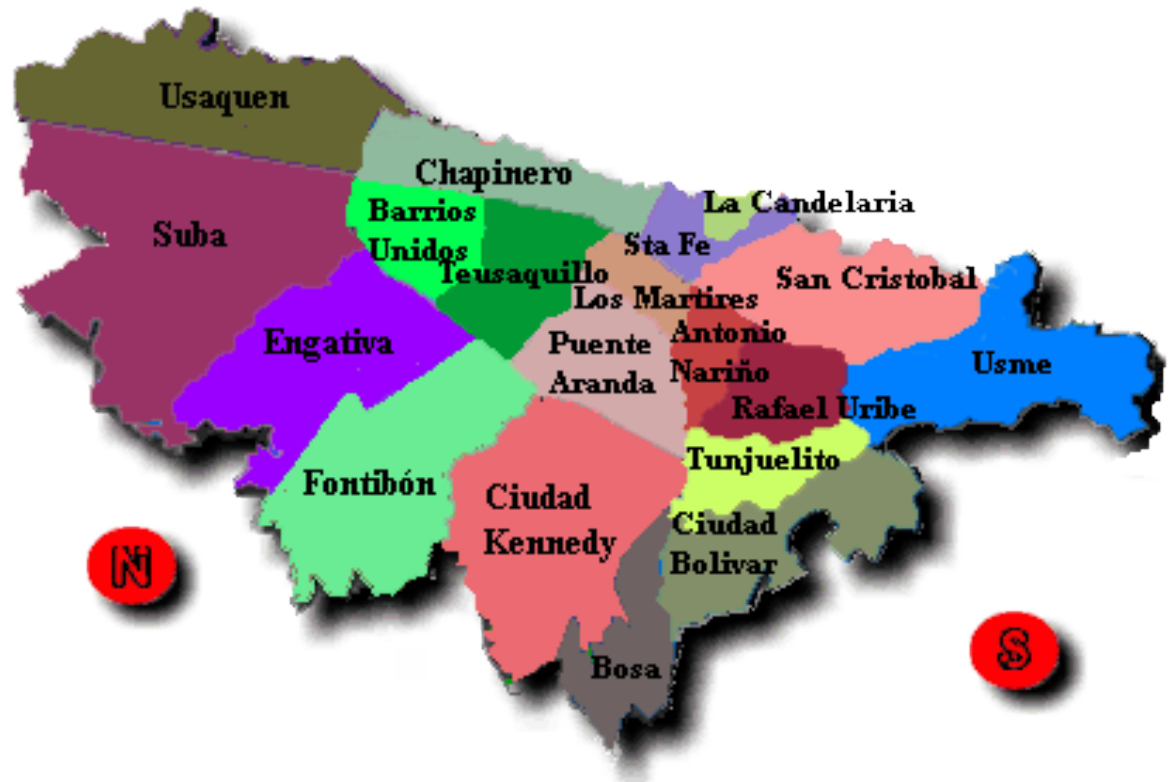 Usaquen
Chapinero
La Candelaria
Barrios
Unidos
Suba
Sta Fe
Teusaquillo
San Cristobal
Los Martires
Engativa
Puente
Aranda
Antonio
Nariño
Usme
Rafael Uribe
Tunjuelito
Fontibón
Ciudad
Kennedy
Ciudad
Bolivar
N
S
Bosa